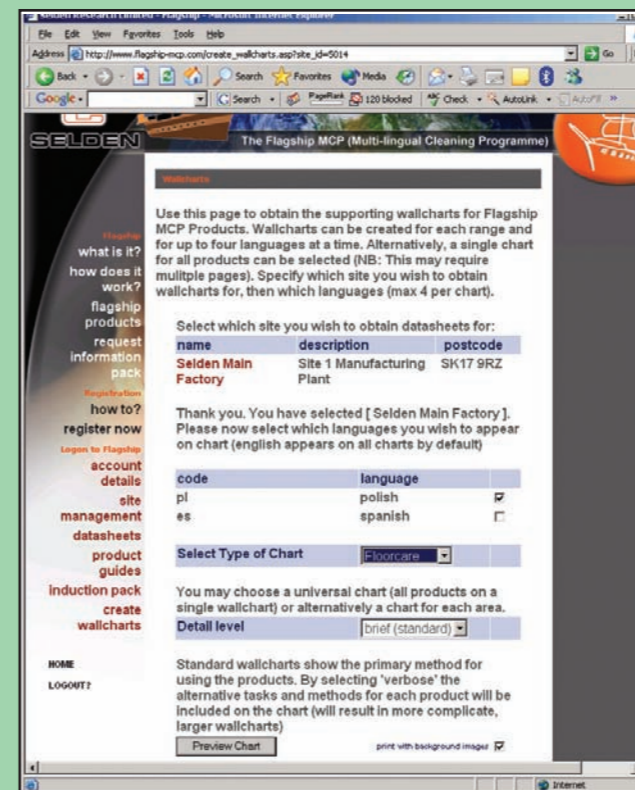 Selden Research Limited - Flagship - Microsoft Internet Explorer
File Edit View Favorites Tools Help
Address http://www.flagship-mcp.com/create_wallcharts.asp?site_id=5014 Go
Back Search Favorites Media
Google Search PageRank 120 blocked Check AutoLink AutoFill
SELDEN
The Flagship MCP (Multi-lingual Cleaning Programme)
Wallcharts
Flagship
what is it?
how does it
work?
flagship
products
request
information
pack
Registration
how to?
register now
Logon to Flagship
account
details
site
management
datasheets
product
guides
induction pack
create
wallcharts
HOME
LOGOUT?
Use this page to obtain the supporting wallcharts for Flagship
MCP Products. Wallcharts can be created for each range and
for up to four languages at a time. Alternatively, a single chart
for all products can be selected (NB: This may require
mulitple pages). Specify which site you wish to obtain
wallcharts for, then which languages (max 4 per chart).
Select which site you wish to obtain datasheets for:
name description postcode
Selden Main Site 1 Manufacturing SK17 9RZ
Factory Plant
Thank you. You have selected [ Selden Main Factory ].
Please now select which languages you wish to appear
on chart (english appears on all charts by default)
code language
pl polish
es spanish
Select Type of Chart Floorcare
You may choose a universal chart (all products on a
single wallchart) or alternatively a chart for each area.
Detail level brief (standard)
Standard wallcharts show the primary method for
using the products. By selecting 'verbose' the
alternative tasks and methods for each product will be
included on the chart (will result in more complicate,
larger wallcharts)
Preview Chart print with background images
Internet